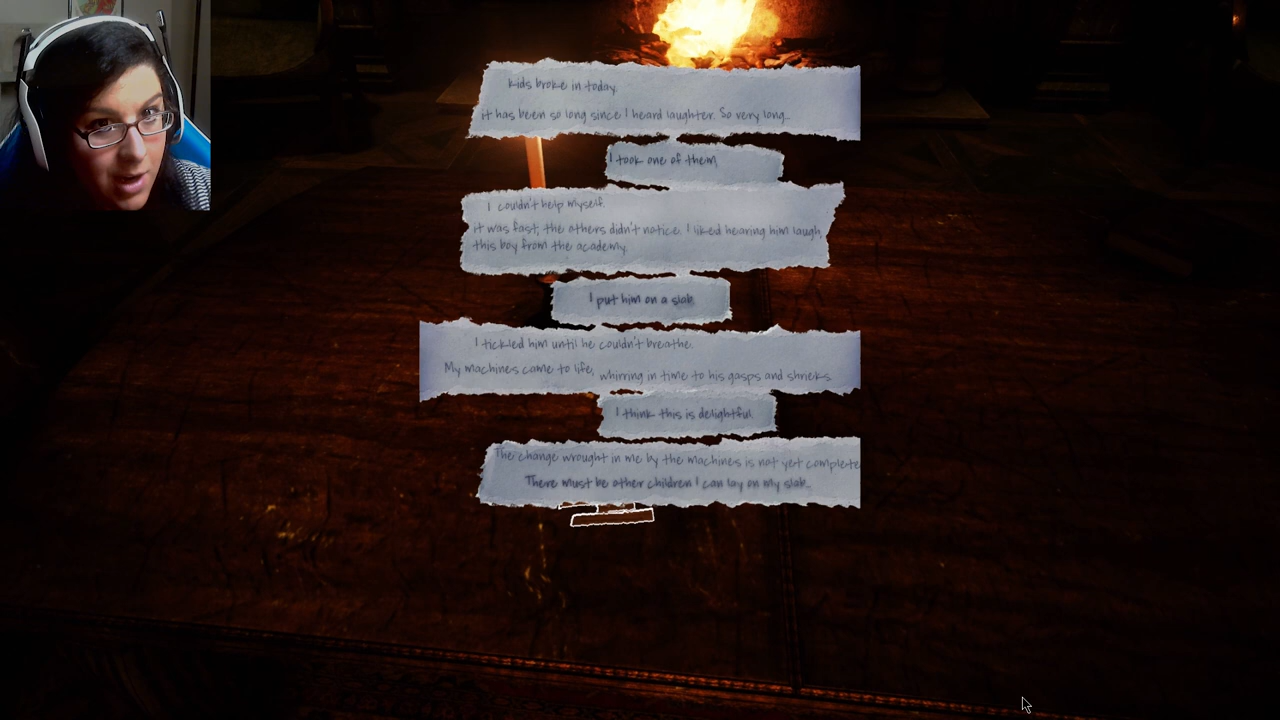 kids broke in today.
it has been so long since I heard laughter. So very long...
I took one of them
I couldn't help myself.
it was fast; the others didn't notice. I liked hearing him laugh
this boy from the academy.
I put him on a slab
I tickled him until he couldn't breathe.
My machines came to life, whirring in time to his gasps and shrieks.
I think this is delightful
The change wrought in me by the machines is not yet complete
There must be other children I can lay on my slab...